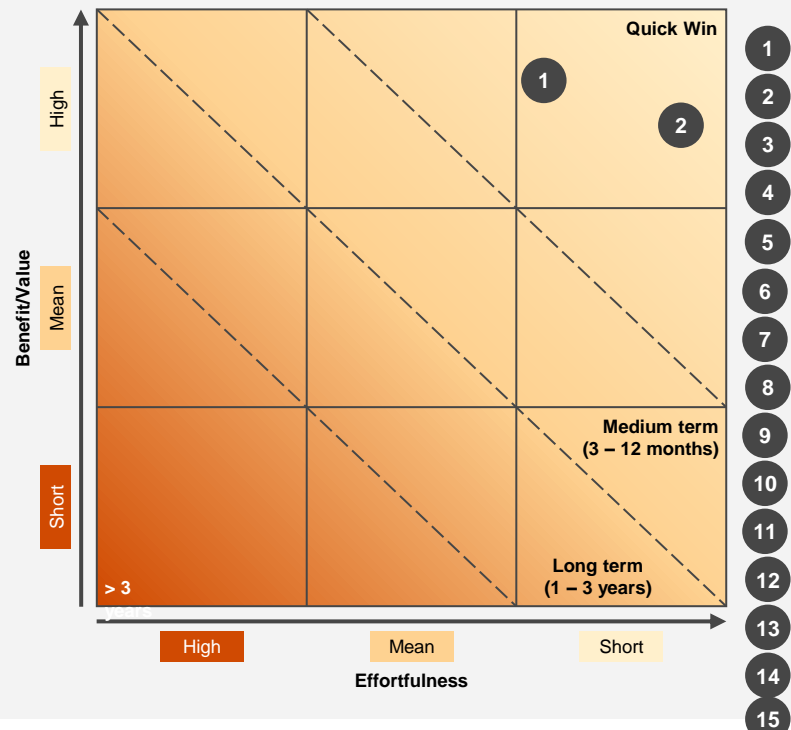 Quick Win
1
2
High
Mean
Short
Benefit/Value
Medium term
(3 – 12 months)
Long term
(1 – 3 years)
> 3
years
High
Mean
Short
Effortfulness
1
2
3
4
5
6
7
8
9
10
11
12
13
14
15